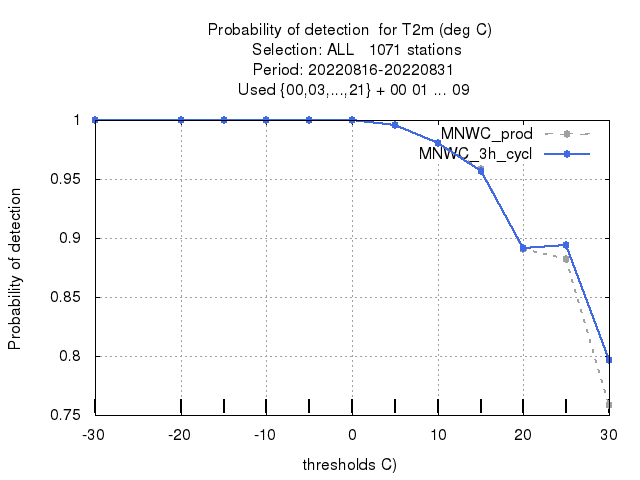 Probability of detection  for T2m (deg C)
Selection: ALL   1071 stations
Period: 20220816-20220831
Used {00,03,...,21} + 00 01 ... 09
1
0.95
0.9
0.85
0.8
0.75
Probability of detection
MNWC_prod
MNWC_3h_cycl
-30
-20
-10
0
10
20
30
thresholds C)